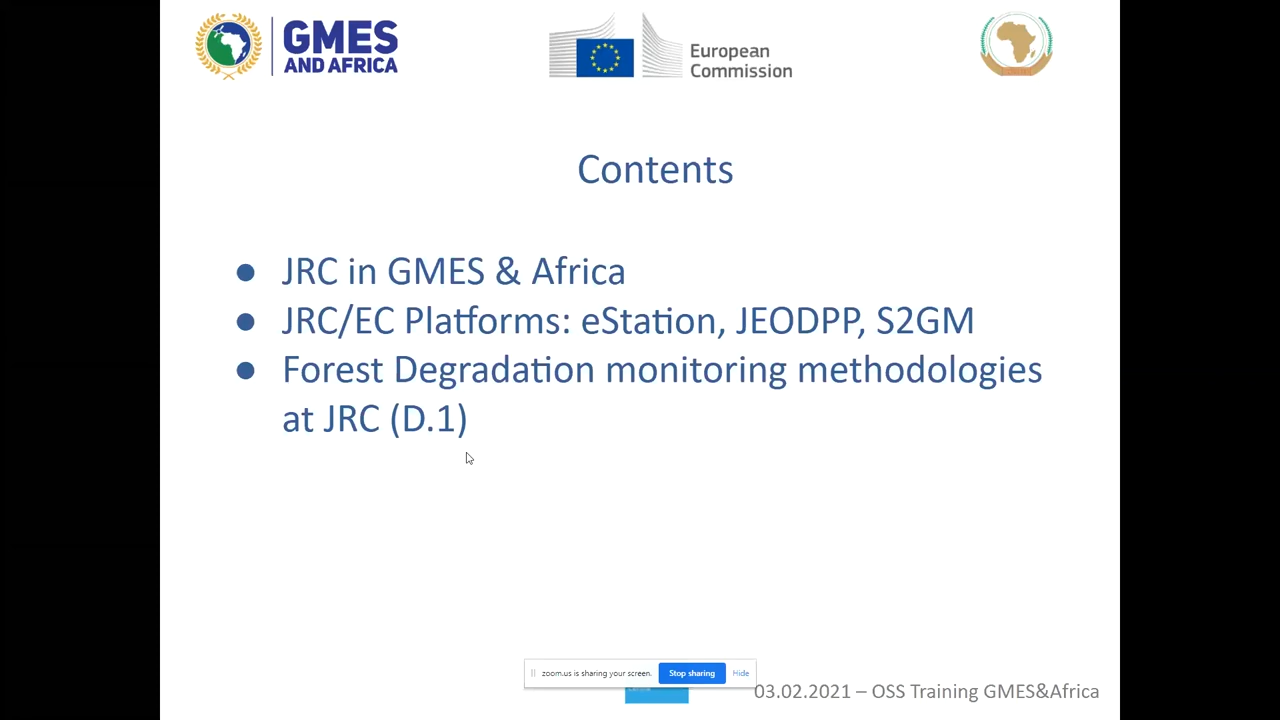 GMES
AND AFRICA
European
Commission
Contents
● JRC in GMES & Africa
● JRC/EC Platforms: eStation, JEODPP, S2GM
● Forest Degradation monitoring methodologies
at JRC (D.1)
zoom.us is sharing your screen. Stop sharing Hide
03.02.2021 – OSS Training GMES&Africa